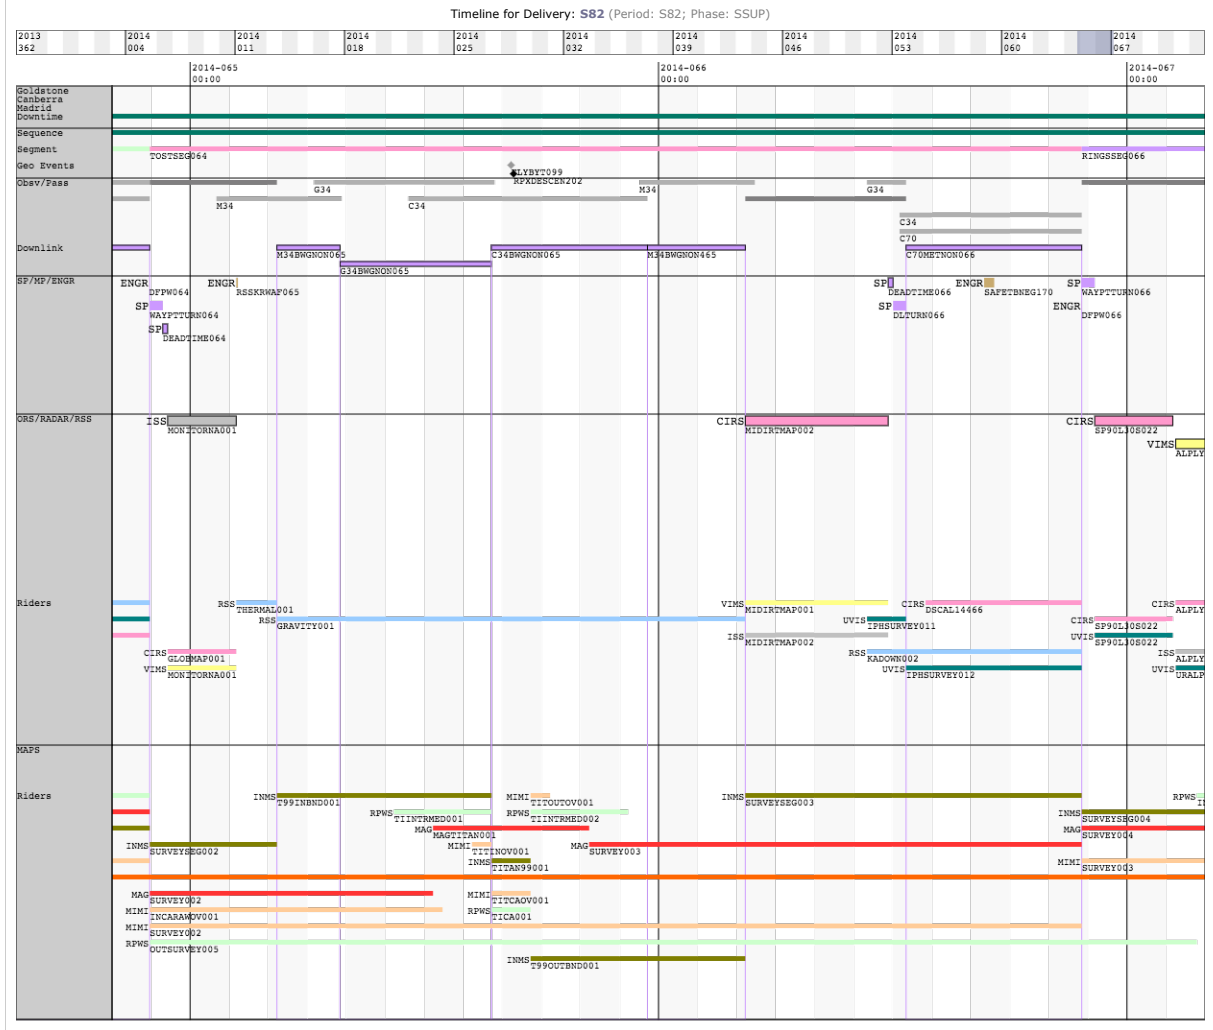 Timeline for Delivery: S82 (Period: S82; Phase: SSUP)
2013 2014 2014 2014 2014 2014 2014 2014 2014 2014 2014
362 004 011 018 025 032 039 046 053 060 067
2014-065 2014-066 2014-067
00:00 00:00 00:00
Goldstone
Canberra
Madrid
Downtime
Sequence
Segment
TOSTSEG064 RINGSSEG066
Geo Events
FLYBYT099
RPXDESCEN202
Obsv/Pass
G34 M34 G34
M34 C34
C34
C70
Downlink
M34BWGNON065 C34BWGNON065 M34BWGNON465 C70METNON066
G34BWGNON065
SP/MP/ENGR
ENGR ENGR SP ENGR SP
DFPW064 RSSKRWAF065 DEADTIME066 SAFETBNEG170 WAYPTTURN066
SP SP ENGR
WAYPTTURN064 DLTURN066 DFPW066
SP
DEADTIME064
ORS/RADAR/RSS
ISS CIRS CIRS
MONITORNA001 MIDIRTMAP002 SP90L30S022
VIMS
ALPLY
Riders
RSS VIMS CIRS CIRS
THERMAL001 MIDIRTMAP001 DSCAL14466 ALPLY
RSS UVIS CIRS
GRAVITY001 IPHSURVEY011 SP90L30S022
ISS UVIS
MIDIRTMAP002 SP90L30S022
CIRS RSS ISS
GLOBMAP001 KADOWN002 ALPLY
VIMS UVIS UVIS
MONITORNA001 IPHSURVEY012 URALP
MAPS
Riders
INMS MIMI INMS RPWS
T99INBND001 TITOUTOV001 SURVEYSEG003
RPWS RPWS INMS
TIINTRMED001 TIINTRMED002 SURVEYSEG004
MAG MAG
MAGTITAN001 SURVEY004
INMS MIMI MAG
SURVEYSEG002 TITINOV001 SURVEY003
INMS MIMI
TITAN99001 SURVEY003
MAG MIMI
SURVEY002 TITCAOV001
MIMI RPWS
INCARAWOV001 TICA001
MIMI
SURVEY002
RPWS
OUTSURVEY005
INMS
T99OUTBND001